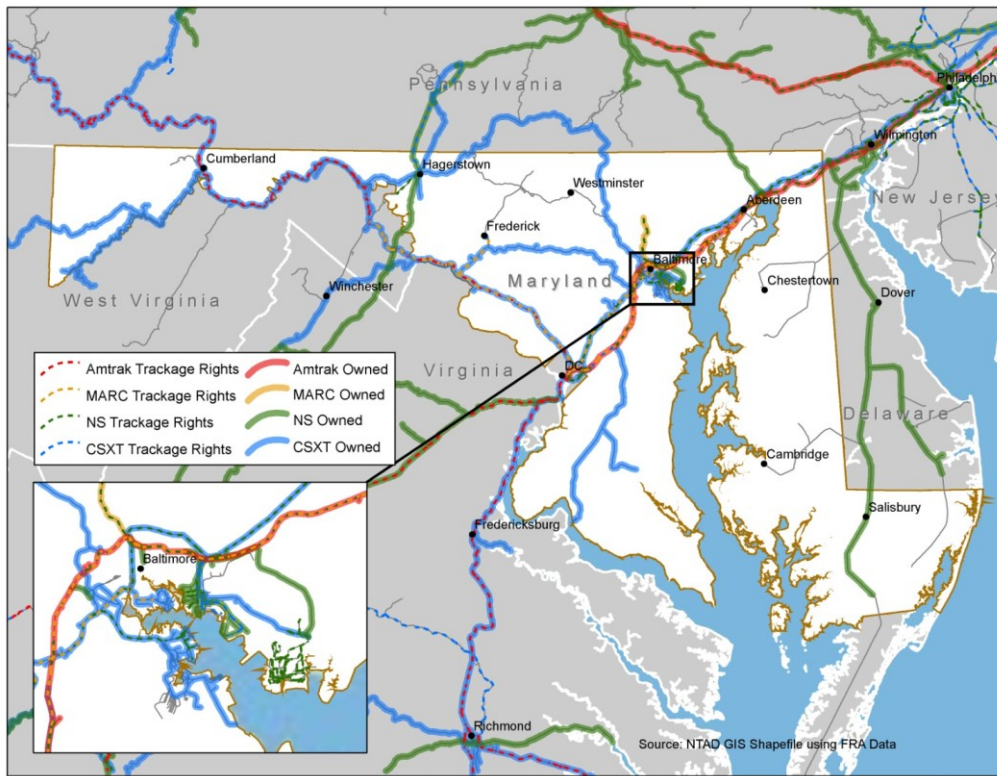 Pennsylvania
Philadelph
Wilmington
Cumberland
Hagerstown
Westminster
New Jersey
Aberdeen
Frederick
Baltimore
Maryland
West Virginia
Winchester
Chestertown
Dover
Virginia
DC
Delaware
Amtrak Trackage Rights
Amtrak Owned
MARC Trackage Rights
MARC Owned
NS Trackage Rights
NS Owned
CSXT Trackage Rights
CSXT Owned
Cambridge
Salisbury
Fredericksburg
Baltimore
Richmond
Source: NTAD GIS Shapefile using FRA Data